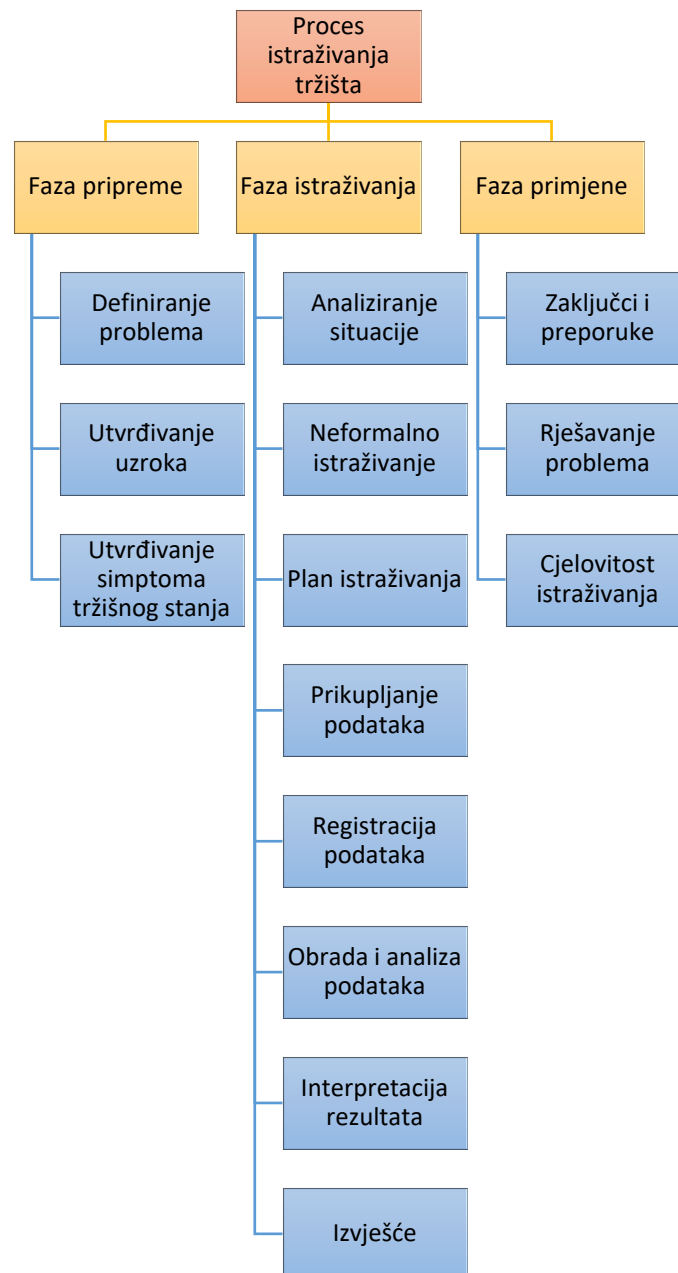 Proces
istraživanja
tržišta
Faza pripreme
Faza istraživanja
Faza primjene
Definiranje
problema
Utvrđivanje
uzroka
Utvrđivanje
simptoma
tržišnog stanja
Analiziranje
situacije
Neformalno
istraživanje
Plan istraživanja
Prikupljanje
podataka
Registracija
podataka
Obrada i analiza
podataka
Interpretacija
rezultata
Izvješće
Zaključci i
preporuke
Rješavanje
problema
Cjelovitost
istraživanja